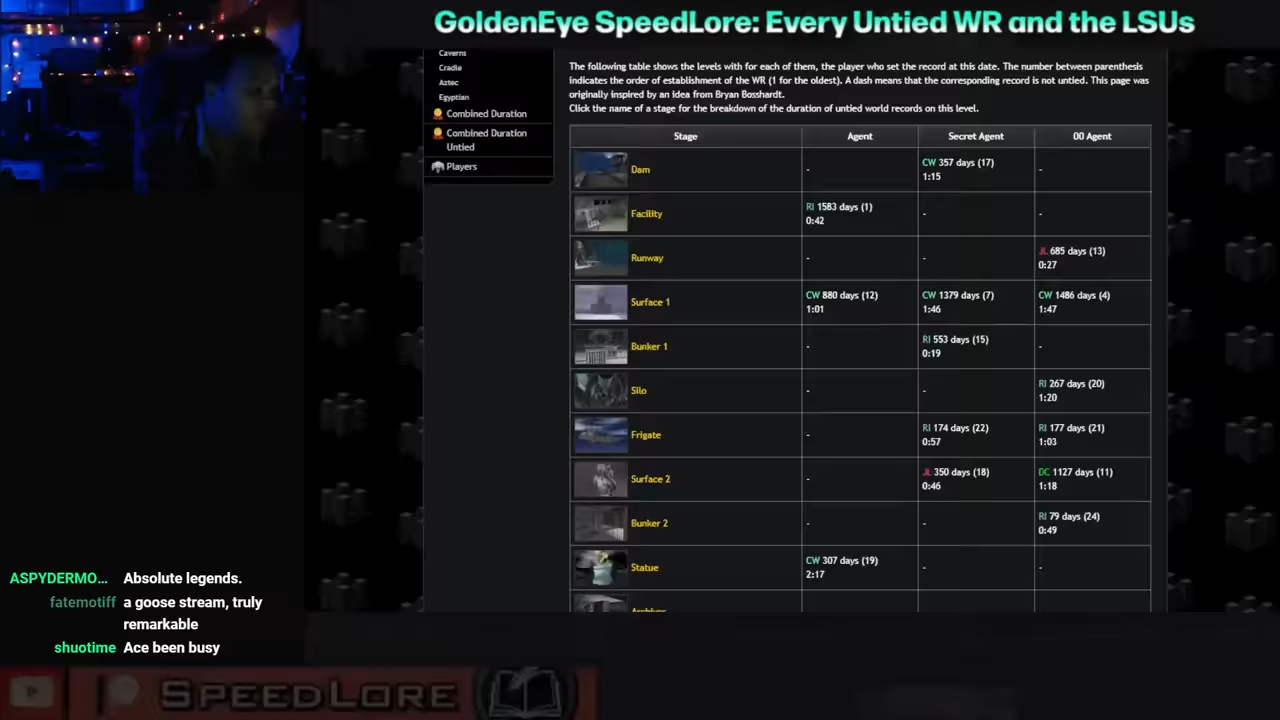 GoldenEye SpeedLore: Every Untied WR and the LSUs
Caverns
Cradle
Aztec
Egyptian
Combined Duration
Combined Duration
Untied
Players
The following table shows the levels with for each of them, the player who set the record at this date. The number between parenthesis
indicates the order of establishment of the WR (1 for the oldest). A dash means that the corresponding record is not untied. This page was
originally inspired by an idea from Bryan Bosshardt.
Click the name of a stage for the breakdown of the duration of untied world records on this level.
Stage Agent Secret Agent 00 Agent
Dam - CW 357 days (17) -
1:15
Facility RI 1583 days (1) - -
0:42
Runway - - JL 685 days (13)
0:27
Surface 1 CW 880 days (12) CW 1379 days (7) CW 1486 days (4)
1:01 1:46 1:47
Bunker 1 - RI 553 days (15) -
0:19
Silo - - RI 267 days (20)
1:20
Frigate - RI 174 days (22) RI 177 days (21)
0:57 1:03
Surface 2 - JL 350 days (18) DC 1127 days (11)
0:46 1:18
Bunker 2 - - RI 79 days (24)
0:49
Statue CW 307 days (19) - -
2:17
Archives
ASPYDERMO... Absolute legends.
fatemotiff a goose stream, truly
remarkable
shuotime Ace been busy
SPEEDLORE